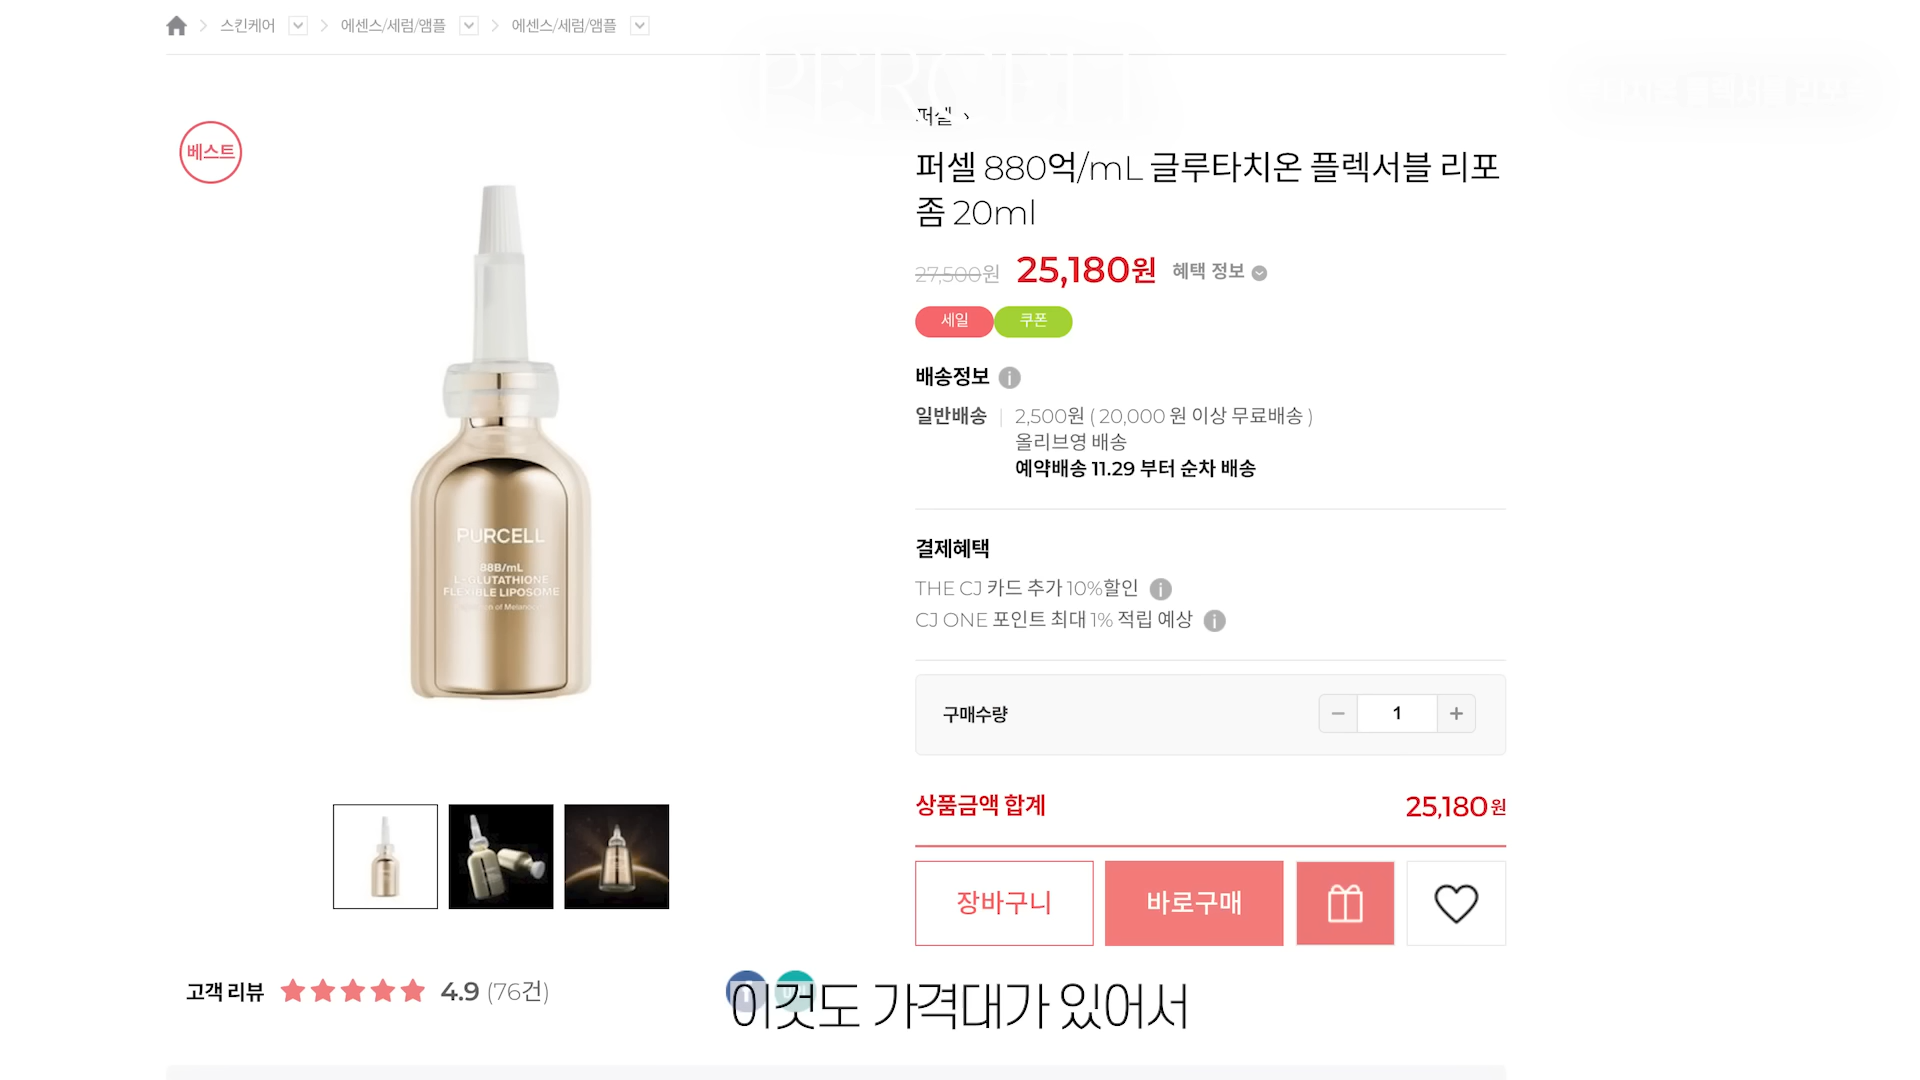 스킨케어
에센스/세럼/앰플
에센스/세럼/앰플
베스트
퍼셀
퍼셀 880억/mL 글루타치온 플렉서블 리포
좀 20ml
27,500원 25,180원 혜택 정보
세일 쿠폰
배송정보
일반배송 2,500원 ( 20,000 원 이상 무료배송 )
올리브영 배송
예약배송 11.29 부터 순차 배송
결제혜택
THE CJ 카드 추가 10%할인
CJ ONE 포인트 최대 1% 적립 예상
구매수량 1
상품금액 합계 25,180원
장바구니 바로구매
PURCELL
88B/mL
L-GLUTATHIONE
FLEXIBLE LIPOSOME
고객 리뷰 4.9 (76건)
이것도 가격대가 있어서